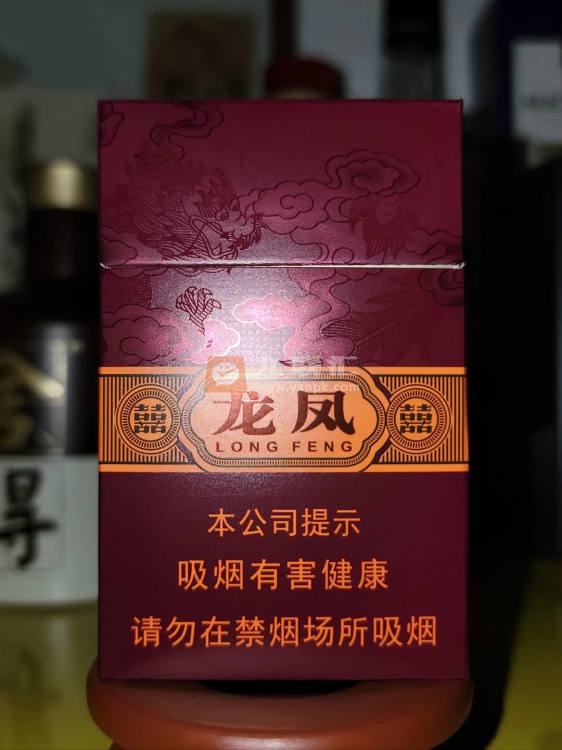 龙凤
LONG FENG
囍 囍
本公司提示
吸烟有害健康
请勿在禁烟场所吸烟